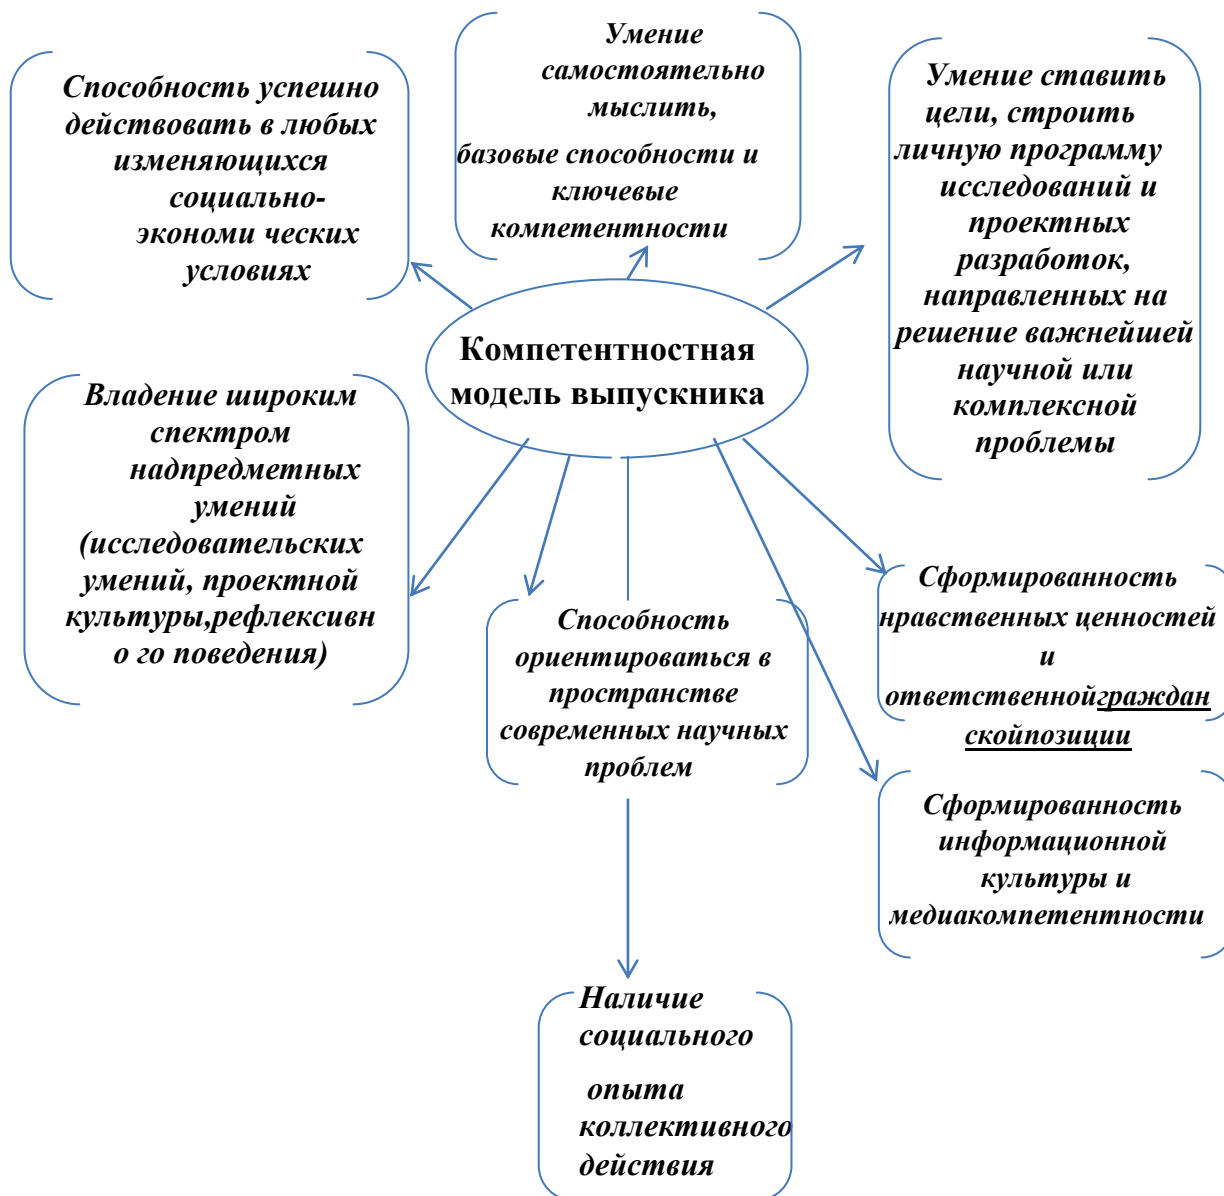 Способность успешно
действовать в любых
изменяющихся
социально-
экономи ческих
условиях
Умение
самостоятельно
мыслить,
базовые способности и
ключевые
компетентности
Умение ставить
цели, строить
личную программу
исследований и
проектных
разработок,
направленных на
решение важнейшей
научной или
комплексной
проблемы
Компетентностная
модель выпускника
Владение широким
спектром
надпредметных
умений
(исследовательских
умений, проектной
культуры,рефлексивн
о го поведения)
Способность
ориентироваться в
пространстве
современных научных
проблем
Сформированность
нравственных ценностей
и
ответственнойграждан
скойпозиции
Сформированность
информационной
культуры и
медиакомпетентности
Наличие
социального
опыта
коллективного
действия